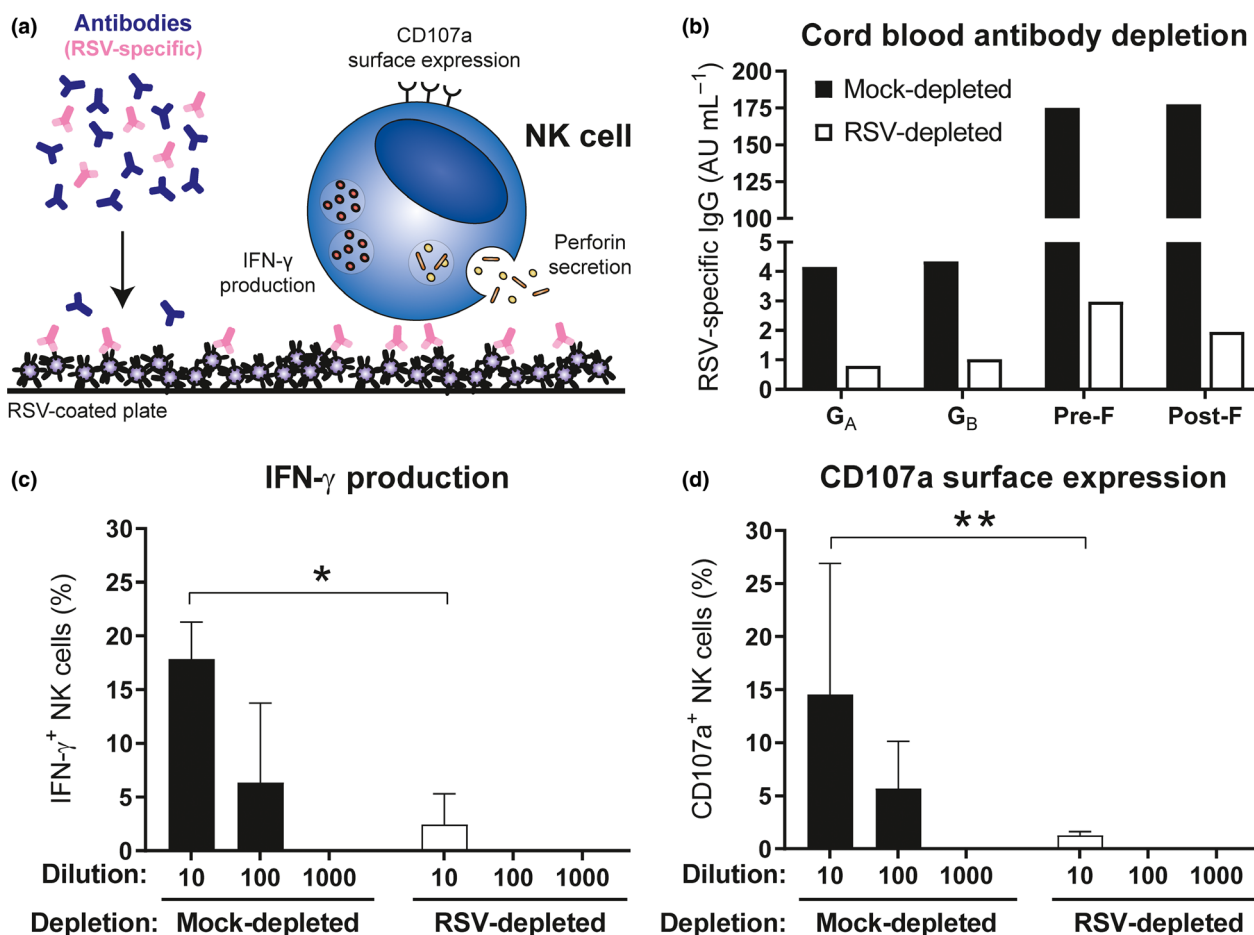 (a)
Antibodies
(RSV-specific)
CD107a
surface expression
NK cell
IFN-γ
production
Perforin
secretion
RSV-coated plate
(b)
Cord blood antibody depletion
RSV-specific IgG (AU mL⁻¹)
200
175
150
125
100
5
4
3
2
1
0
Mock-depleted
RSV-depleted
G_A
G_B
Pre-F
Post-F
(c)
IFN-γ production
IFN-γ⁺ NK cells (%)
30
25
20
15
10
5
0
*
Dilution: 10 100 1000 10 100 1000
Depletion: Mock-depleted RSV-depleted
(d)
CD107a surface expression
CD107a⁺ NK cells (%)
30
25
20
15
10
5
0
**
Dilution: 10 100 1000 10 100 1000
Depletion: Mock-depleted RSV-depleted